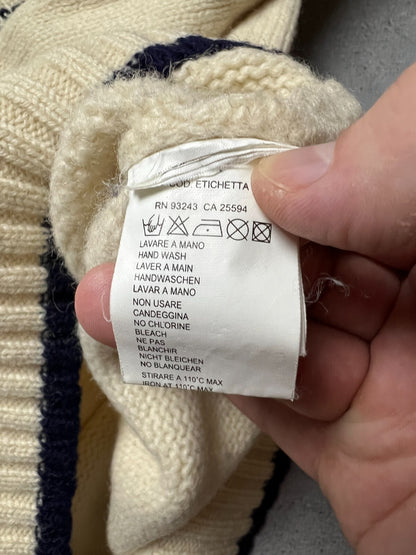 COD. ETICHETTA
RN 93243 CA 25594
LAVARE A MANO
HAND WASH
LAVER A MAIN
HANDWASCHEN
LAVAR A MANO
NON USARE
CANDEGGINA
NO CHLORINE
BLEACH
NE PAS
BLANCHIR
NICHT BLEICHEN
NO BLANQUEAR
STIRARE A 110°C MAX
IRON AT 110°C MAX